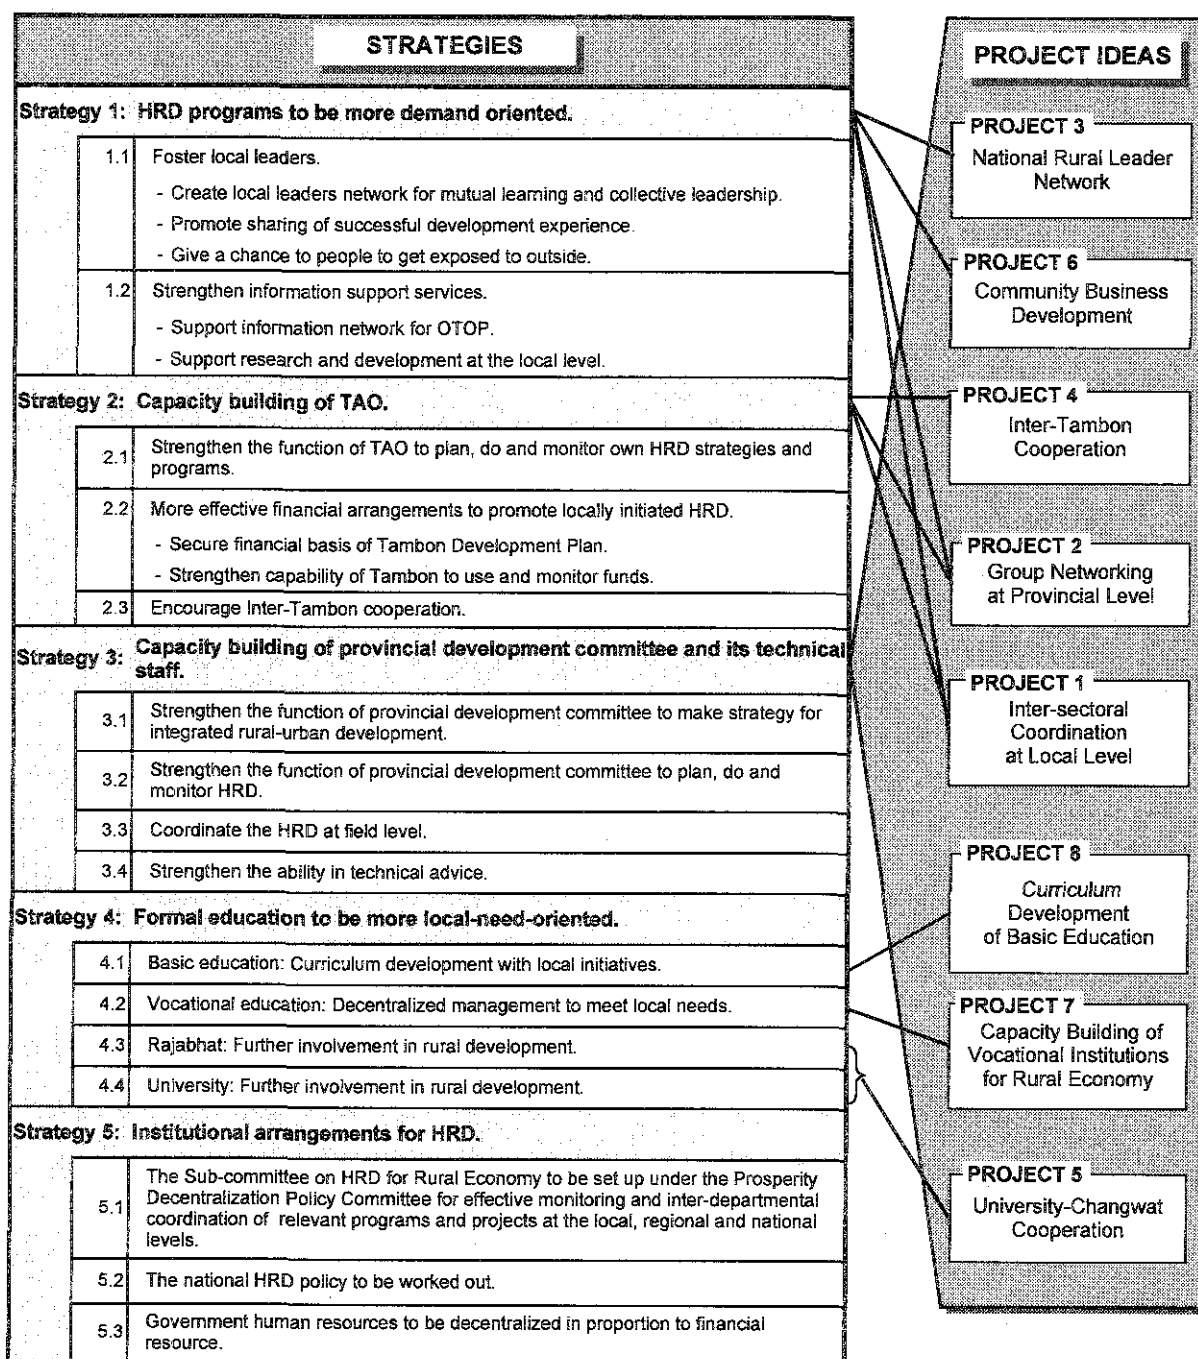 STRATEGIES
Strategy 1: HRD programs to be more demand oriented.
1.1 Foster local leaders.
- Create local leaders network for mutual learning and collective leadership.
- Promote sharing of successful development experience.
- Give a chance to people to get exposed to outside.
1.2 Strengthen information support services.
- Support information network for OTOP.
- Support research and development at the local level.
Strategy 2: Capacity building of TAO.
2.1 Strengthen the function of TAO to plan, do and monitor own HRD strategies and
programs.
2.2 More effective financial arrangements to promote locally initiated HRD.
- Secure financial basis of Tambon Development Plan.
- Strengthen capability of Tambon to use and monitor funds.
2.3 Encourage Inter-Tambon cooperation.
Strategy 3: Capacity building of provincial development committee and its technical
staff.
3.1 Strengthen the function of provincial development committee to make strategy for
integrated rural-urban development.
3.2 Strengthen the function of provincial development committee to plan, do and
monitor HRD.
3.3 Coordinate the HRD at field level.
3.4 Strengthen the ability in technical advice.
Strategy 4: Formal education to be more local-need-oriented.
4.1 Basic education: Curriculum development with local initiatives.
4.2 Vocational education: Decentralized management to meet local needs.
4.3 Rajabhat: Further involvement in rural development.
4.4 University: Further involvement in rural development.
Strategy 5: Institutional arrangements for HRD.
5.1 The Sub-committee on HRD for Rural Economy to be set up under the Prosperity
Decentralization Policy Committee for effective monitoring and inter-departmental
coordination of relevant programs and projects at the local, regional and national
levels.
5.2 The national HRD policy to be worked out.
5.3 Government human resources to be decentralized in proportion to financial
resource.
PROJECT IDEAS
PROJECT 3
National Rural Leader
Network
PROJECT 6
Community Business
Development
PROJECT 4
Inter-Tambon
Cooperation
PROJECT 2
Group Networking
at Provincial Level
PROJECT 1
Inter-sectoral
Coordination
at Local Level
PROJECT 8
Curriculum
Development
of Basic Education
PROJECT 7
Capacity Building of
Vocational Institutions
for Rural Economy
PROJECT 5
University-Changwat
Cooperation